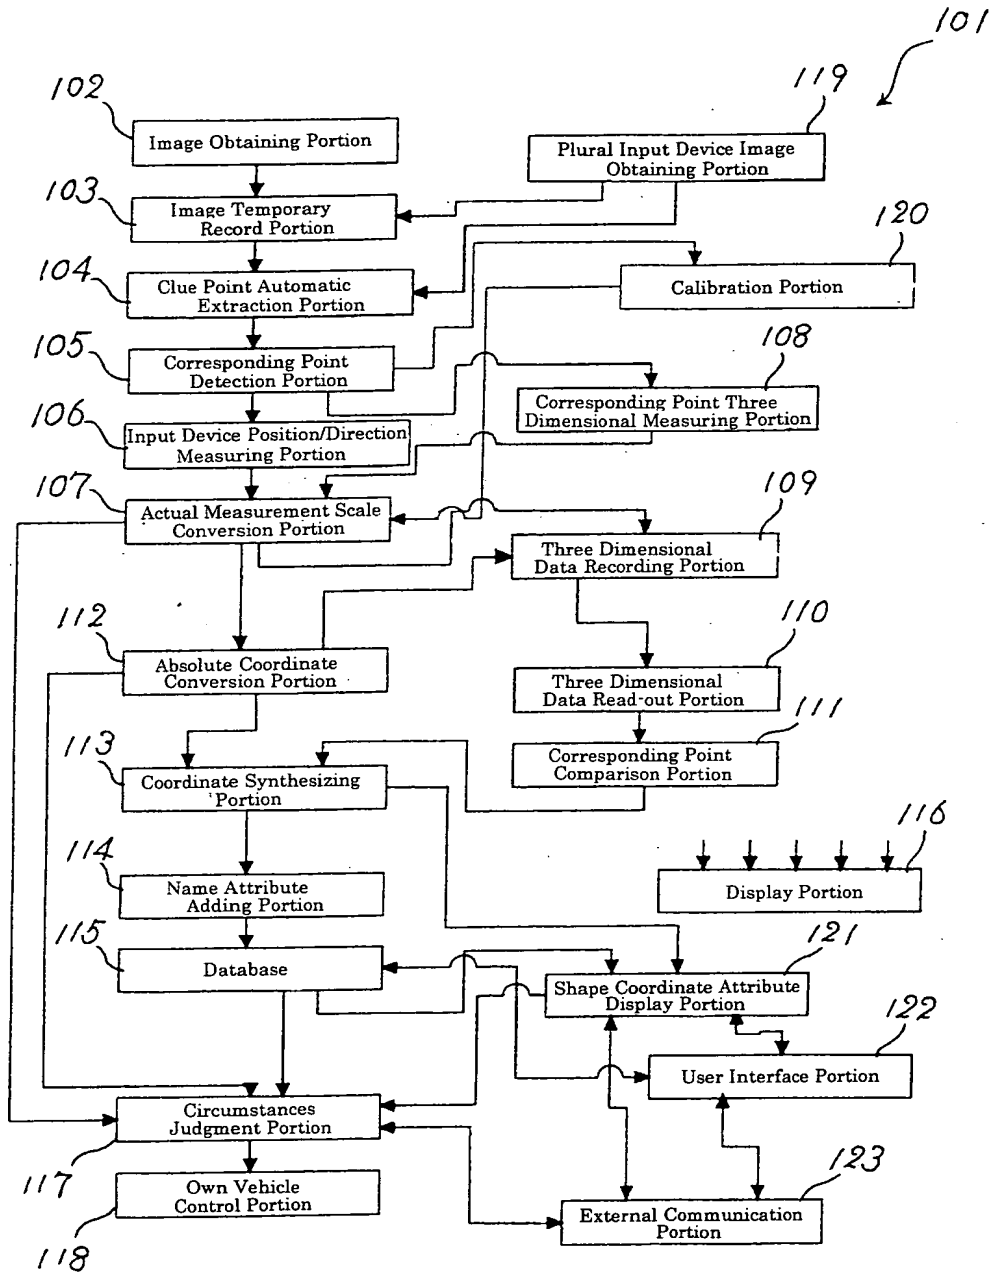 101
102
Image Obtaining Portion
119
Plural Input Device Image
Obtaining Portion
103
Image Temporary
Record Portion
120
Calibration Portion
104
Clue Point Automatic
Extraction Portion
105
Corresponding Point
Detection Portion
108
Corresponding Point Three
Dimensional Measuring Portion
106
Input Device Position/Direction
Measuring Portion
107
Actual Measurement Scale
Conversion Portion
109
Three Dimensional
Data Recording Portion
112
Absolute Coordinate
Conversion Portion
110
Three Dimensional
Data Read-out Portion
111
Corresponding Point
Comparison Portion
113
Coordinate Synthesizing
Portion
114
Name Attribute
Adding Portion
116
Display Portion
115
Database
121
Shape Coordinate Attribute
Display Portion
122
User Interface Portion
Circumstances
Judgment Portion
117
Own Vehicle
Control Portion
118
123
External Communication
Portion